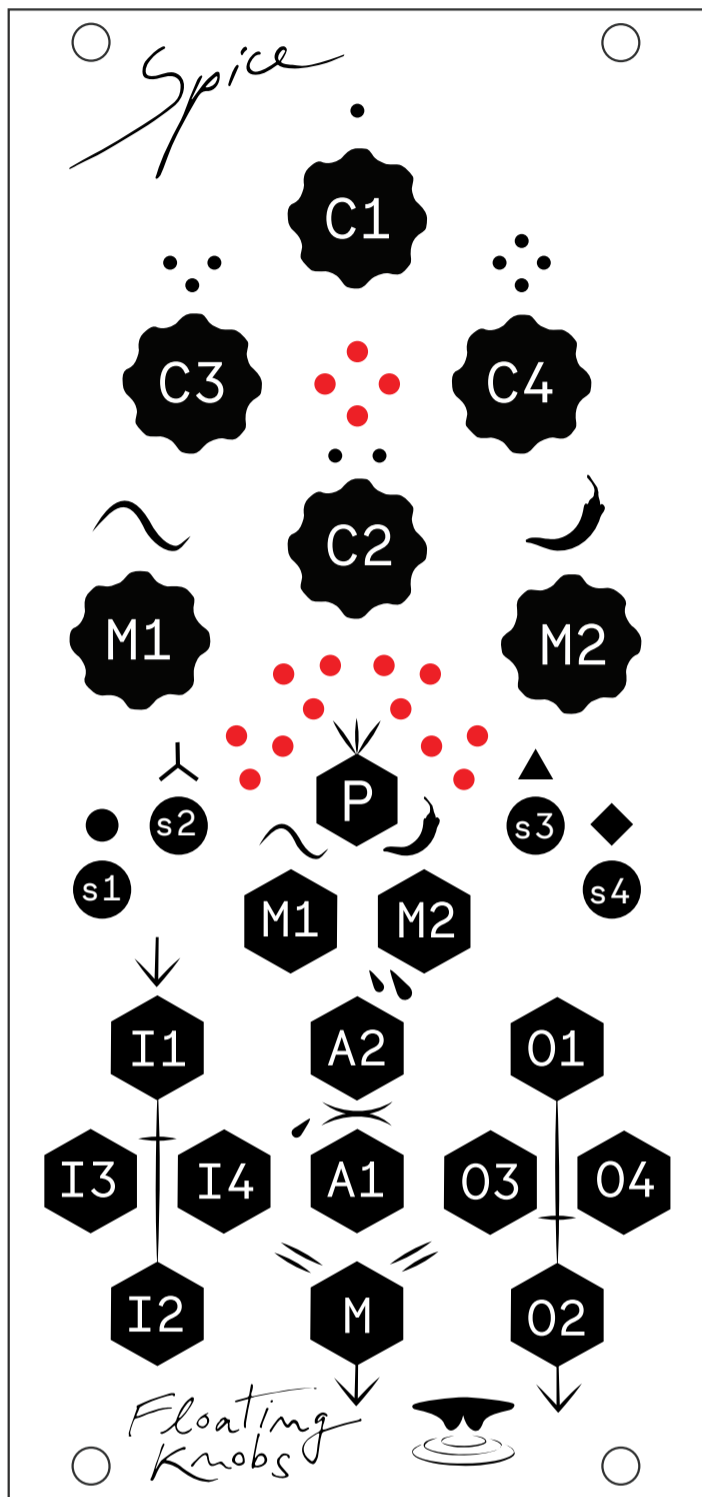 Spice
C1
C3 C4
C2
M1 M2
P
s2 s3
s1 s4
M1 M2
I1 A2 O1
I3 I4 A1 O3 O4
I2 M O2
Floating
Knobs